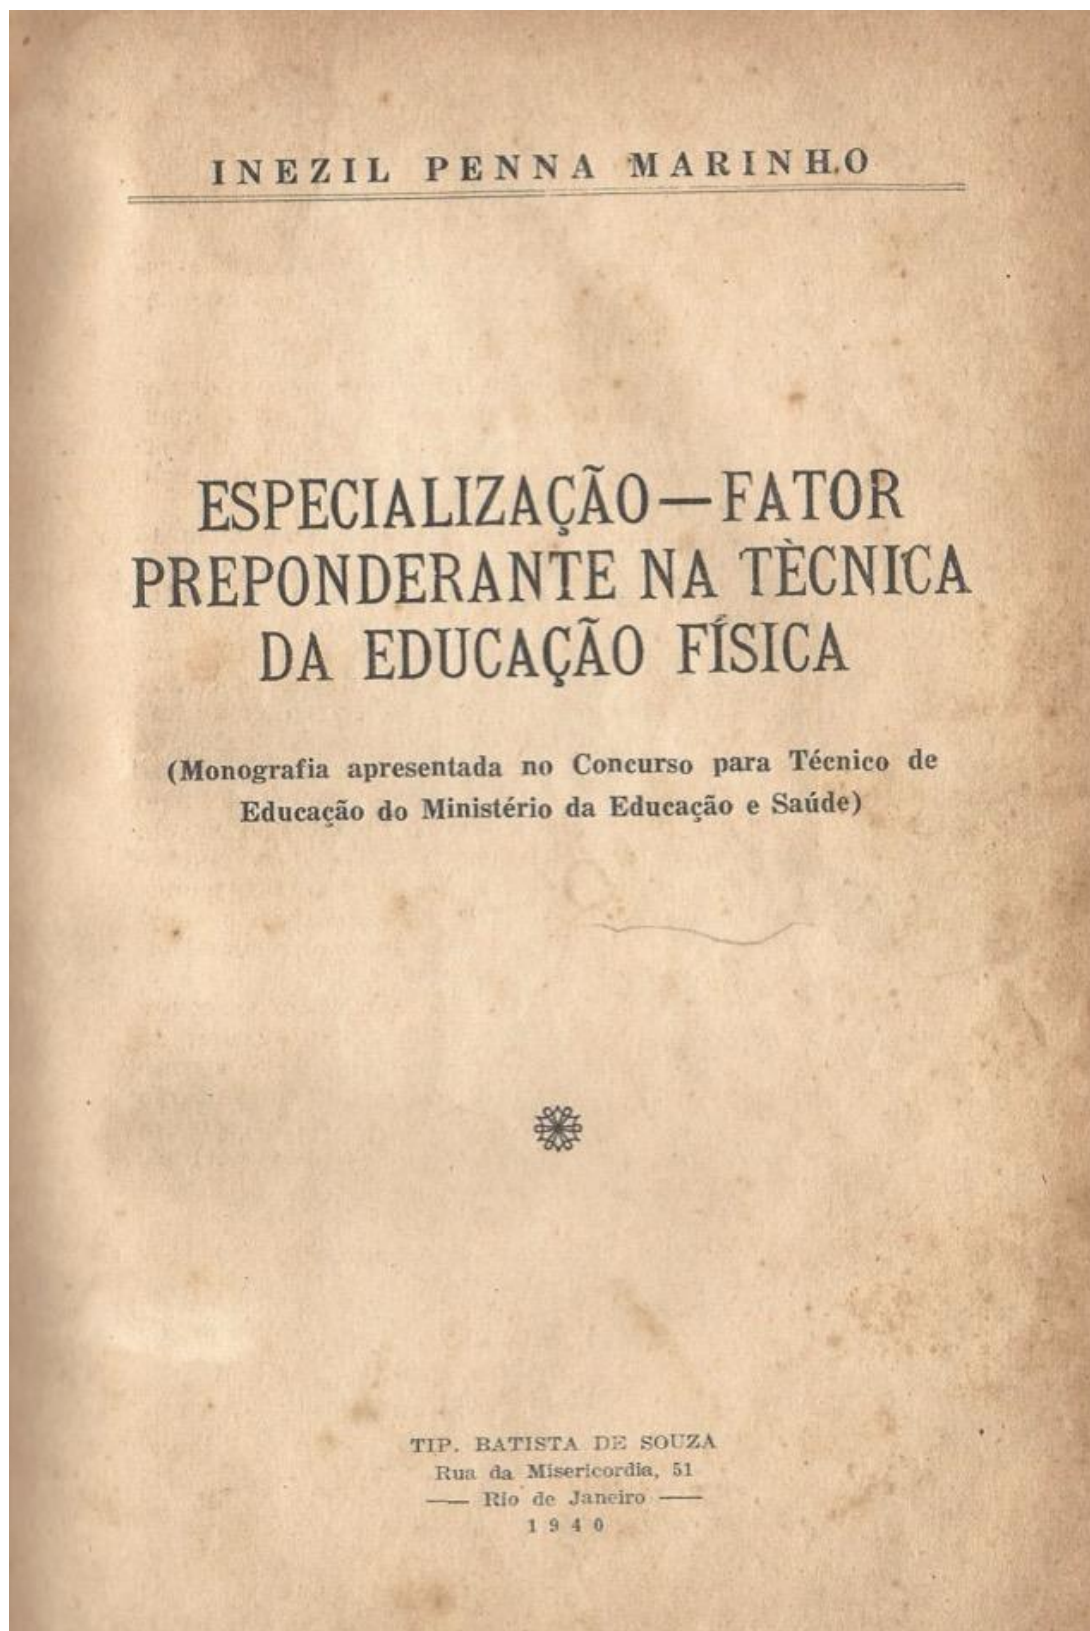 INEZIL PENNA MARINHO
ESPECIALIZAÇÃO — FATOR
PREPONDERANTE NA TÈCNICA
DA EDUCAÇÃO FÍSICA
(Monografia apresentada no Concurso para Técnico de
Educação do Ministério da Educação e Saúde)
TIP. BATISTA DE SOUZA
Rua da Misericordia, 51
— Rio de Janeiro —
1940